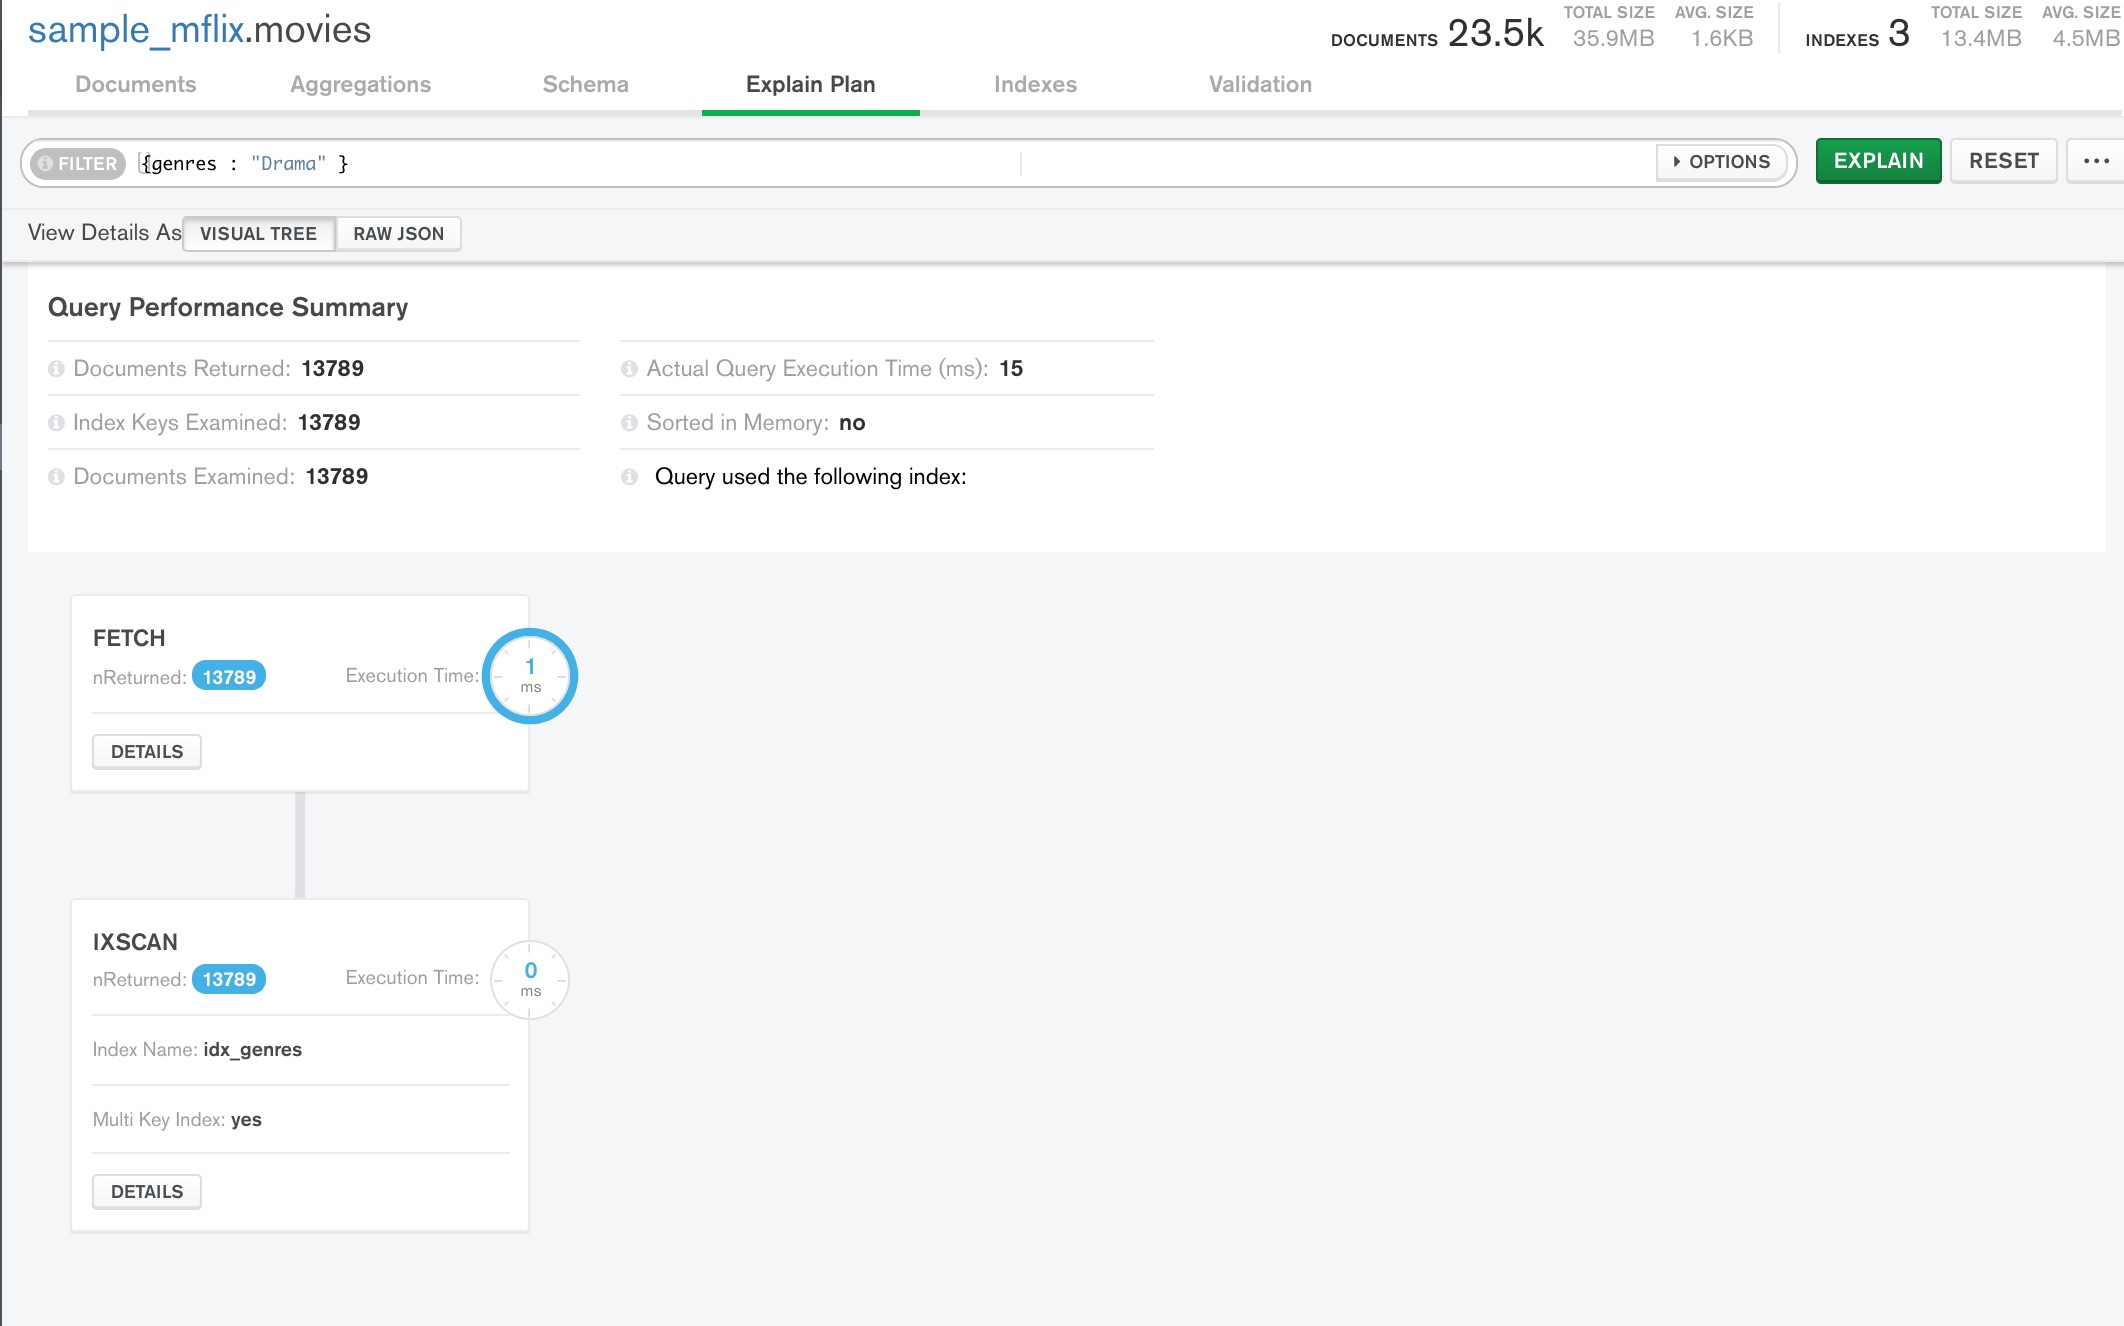 sample_mflix.movies
DOCUMENTS 23.5k TOTAL SIZE 35.9MB AVG. SIZE 1.6KB INDEXES 3 TOTAL SIZE 13.4MB AVG. SIZE 4.5MB
Documents Aggregations Schema Explain Plan Indexes Validation
FILTER {genres : "Drama" } OPTIONS EXPLAIN RESET ...
View Details As VISUAL TREE RAW JSON
Query Performance Summary
Documents Returned: 13789
Index Keys Examined: 13789
Documents Examined: 13789
Actual Query Execution Time (ms): 15
Sorted in Memory: no
Query used the following index:
FETCH
nReturned: 13789 Execution Time: 1 ms
DETAILS
IXSCAN
nReturned: 13789 Execution Time: 0 ms
Index Name: idx_genres
Multi Key Index: yes
DETAILS